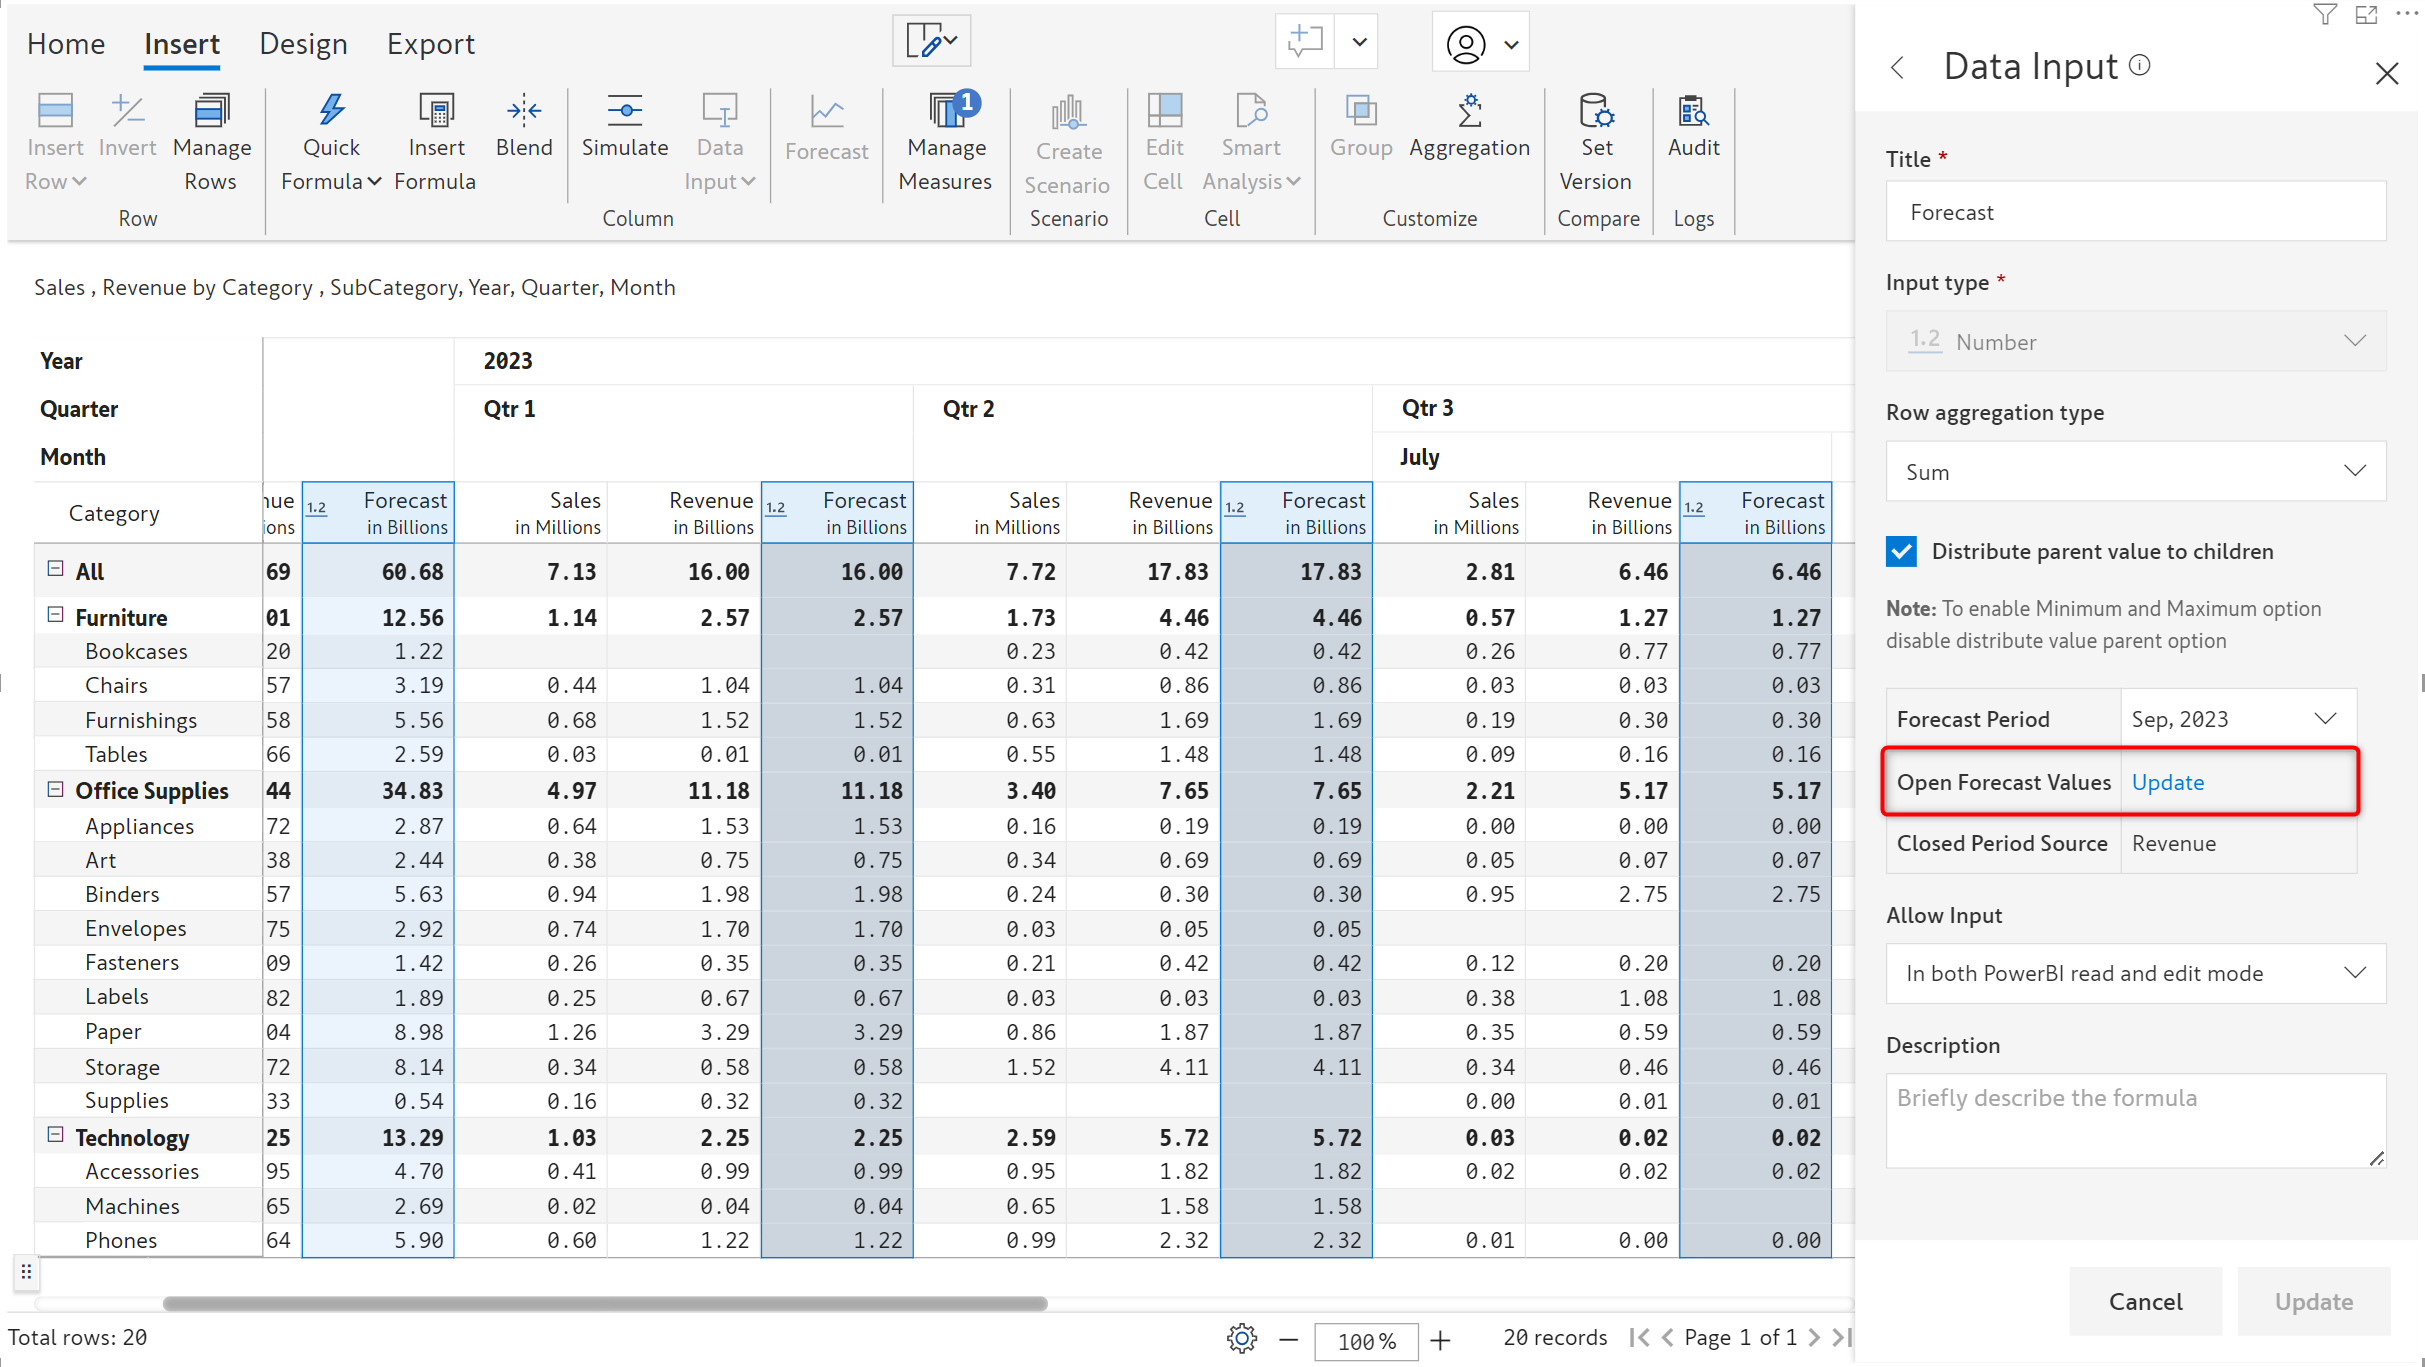 Home Insert Design Export
Insert Row
Invert
Manage Rows
Row
Quick Formula
Insert Formula
Blend
Simulate
Data Input
Column
Forecast
Manage Measures
1
Create Scenario
Scenario
Edit Cell
Smart Analysis
Cell
Group
Aggregation
Customize
Set Version
Compare
Audit
Logs
Sales , Revenue by Category , SubCategory, Year, Quarter, Month
Year 2023
Quarter Qtr 1 Qtr 2 Qtr 3
Month July
Category nue 1.2 Forecast Sales Revenue 1.2 Forecast Sales Revenue 1.2 Forecast Sales Revenue 1.2 Forecast
ions in Billions in Millions in Billions in Billions in Millions in Billions in Billions in Millions in Billions in Billions
All 69 60.68 7.13 16.00 16.00 7.72 17.83 17.83 2.81 6.46 6.46
Furniture 01 12.56 1.14 2.57 2.57 1.73 4.46 4.46 0.57 1.27 1.27
Bookcases 20 1.22 0.23 0.42 0.42 0.26 0.77 0.77
Chairs 57 3.19 0.44 1.04 1.04 0.31 0.86 0.86 0.03 0.03 0.03
Furnishings 58 5.56 0.68 1.52 1.52 0.63 1.69 1.69 0.19 0.30 0.30
Tables 66 2.59 0.03 0.01 0.01 0.55 1.48 1.48 0.09 0.16 0.16
Office Supplies 44 34.83 4.97 11.18 11.18 3.40 7.65 7.65 2.21 5.17 5.17
Appliances 72 2.87 0.64 1.53 1.53 0.16 0.19 0.19 0.00 0.00 0.00
Art 38 2.44 0.38 0.75 0.75 0.34 0.69 0.69 0.05 0.07 0.07
Binders 57 5.63 0.94 1.98 1.98 0.24 0.30 0.30 0.95 2.75 2.75
Envelopes 75 2.92 0.74 1.70 1.70 0.03 0.05 0.05
Fasteners 09 1.42 0.26 0.35 0.35 0.21 0.42 0.42 0.12 0.20 0.20
Labels 82 1.89 0.25 0.67 0.67 0.03 0.03 0.03 0.38 1.08 1.08
Paper 04 8.98 1.26 3.29 3.29 0.86 1.87 1.87 0.35 0.59 0.59
Storage 72 8.14 0.34 0.58 0.58 1.52 4.11 4.11 0.34 0.46 0.46
Supplies 33 0.54 0.16 0.32 0.32 0.00 0.01 0.01
Technology 25 13.29 1.03 2.25 2.25 2.59 5.72 5.72 0.03 0.02 0.02
Accessories 95 4.70 0.41 0.99 0.99 0.95 1.82 1.82 0.02 0.02 0.02
Machines 65 2.69 0.02 0.04 0.04 0.65 1.58 1.58
Phones 64 5.90 0.60 1.22 1.22 0.99 2.32 2.32 0.01 0.00 0.00
Total rows: 20
100 %
20 records
Page 1 of 1
Data Input
Title *
Forecast
Input type *
1.2 Number
Row aggregation type
Sum
Distribute parent value to children
Note: To enable Minimum and Maximum option
disable distribute value parent option
Forecast Period Sep, 2023
Open Forecast Values Update
Closed Period Source Revenue
Allow Input
In both PowerBI read and edit mode
Description
Briefly describe the formula
Cancel Update